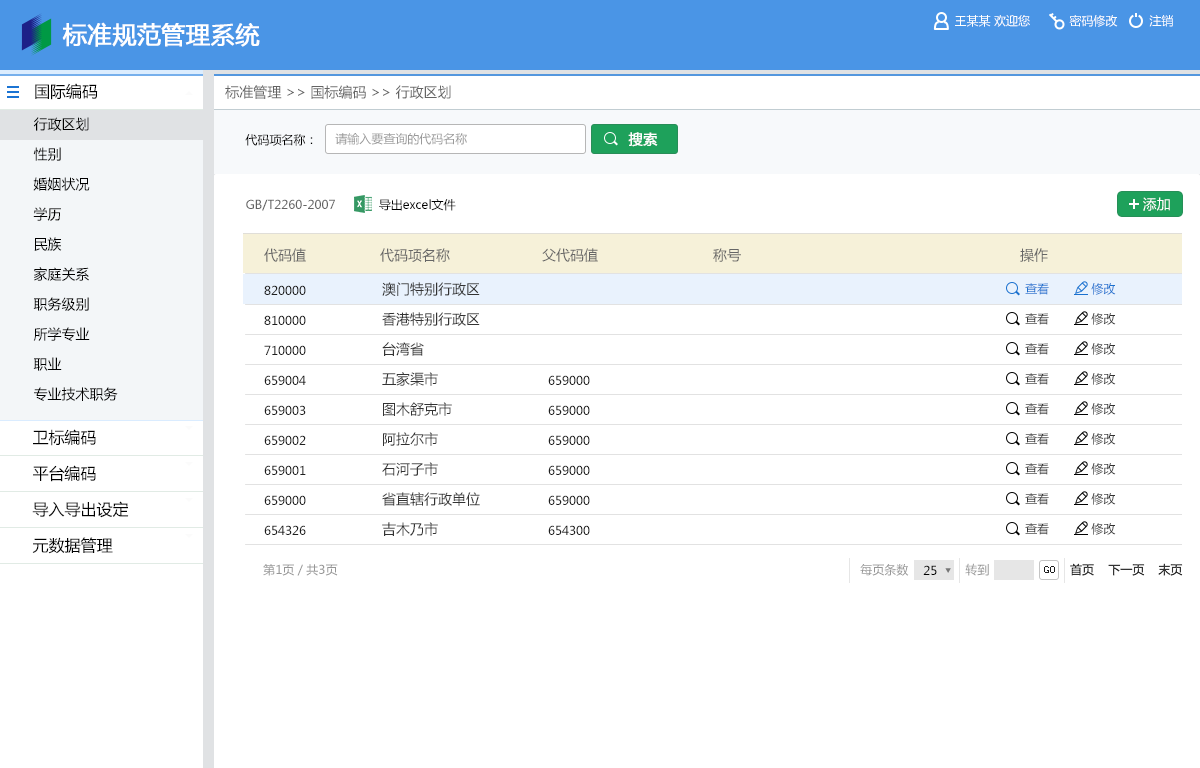 标准规范管理系统
王某某 欢迎您 密码修改 注销
国际编码
行政区划
性别
婚姻状况
学历
民族
家庭关系
职务级别
所学专业
职业
专业技术职务
卫标编码
平台编码
导入导出设定
元数据管理
标准管理 >> 国标编码 >> 行政区划
代码项名称： 请输入要查询的代码名称 搜索
GB/T2260-2007 导出excel文件 添加
代码值 代码项名称 父代码值 称号 操作
820000 澳门特别行政区 查看 修改
810000 香港特别行政区 查看 修改
710000 台湾省 查看 修改
659004 五家渠市 659000 查看 修改
659003 图木舒克市 659000 查看 修改
659002 阿拉尔市 659000 查看 修改
659001 石河子市 659000 查看 修改
659000 省直辖行政单位 659000 查看 修改
654326 吉木乃市 654300 查看 修改
第1页 / 共3页 每页条数 25 转到 GO 首页 下一页 末页